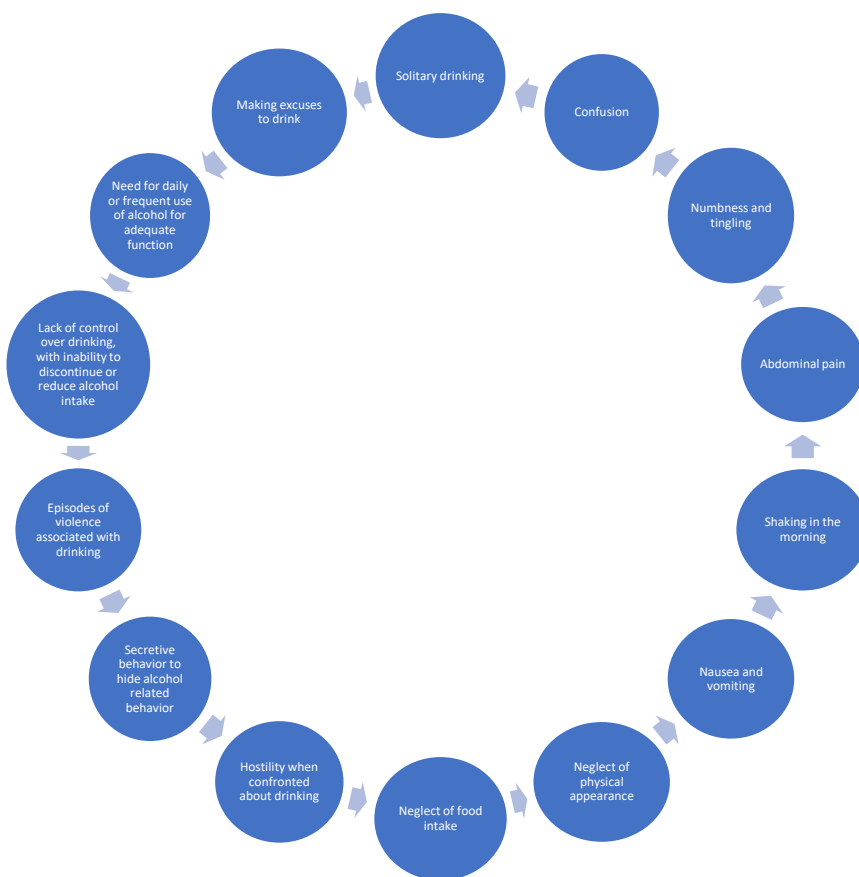 Solitary drinking
Making excuses
to drink
Need for daily
or frequent use
of alcohol for
adequate
function
Lack of control
over drinking,
with inability to
discontinue or
reduce alcohol
intake
Episodes of
violence
associated with
drinking
Secretive
behavior to
hide alcohol
related
behavior
Hostility when
confronted
about drinking
Neglect of food
intake
Neglect of
physical
appearance
Nausea and
vomiting
Shaking in the
morning
Abdominal pain
Numbness and
tingling
Confusion